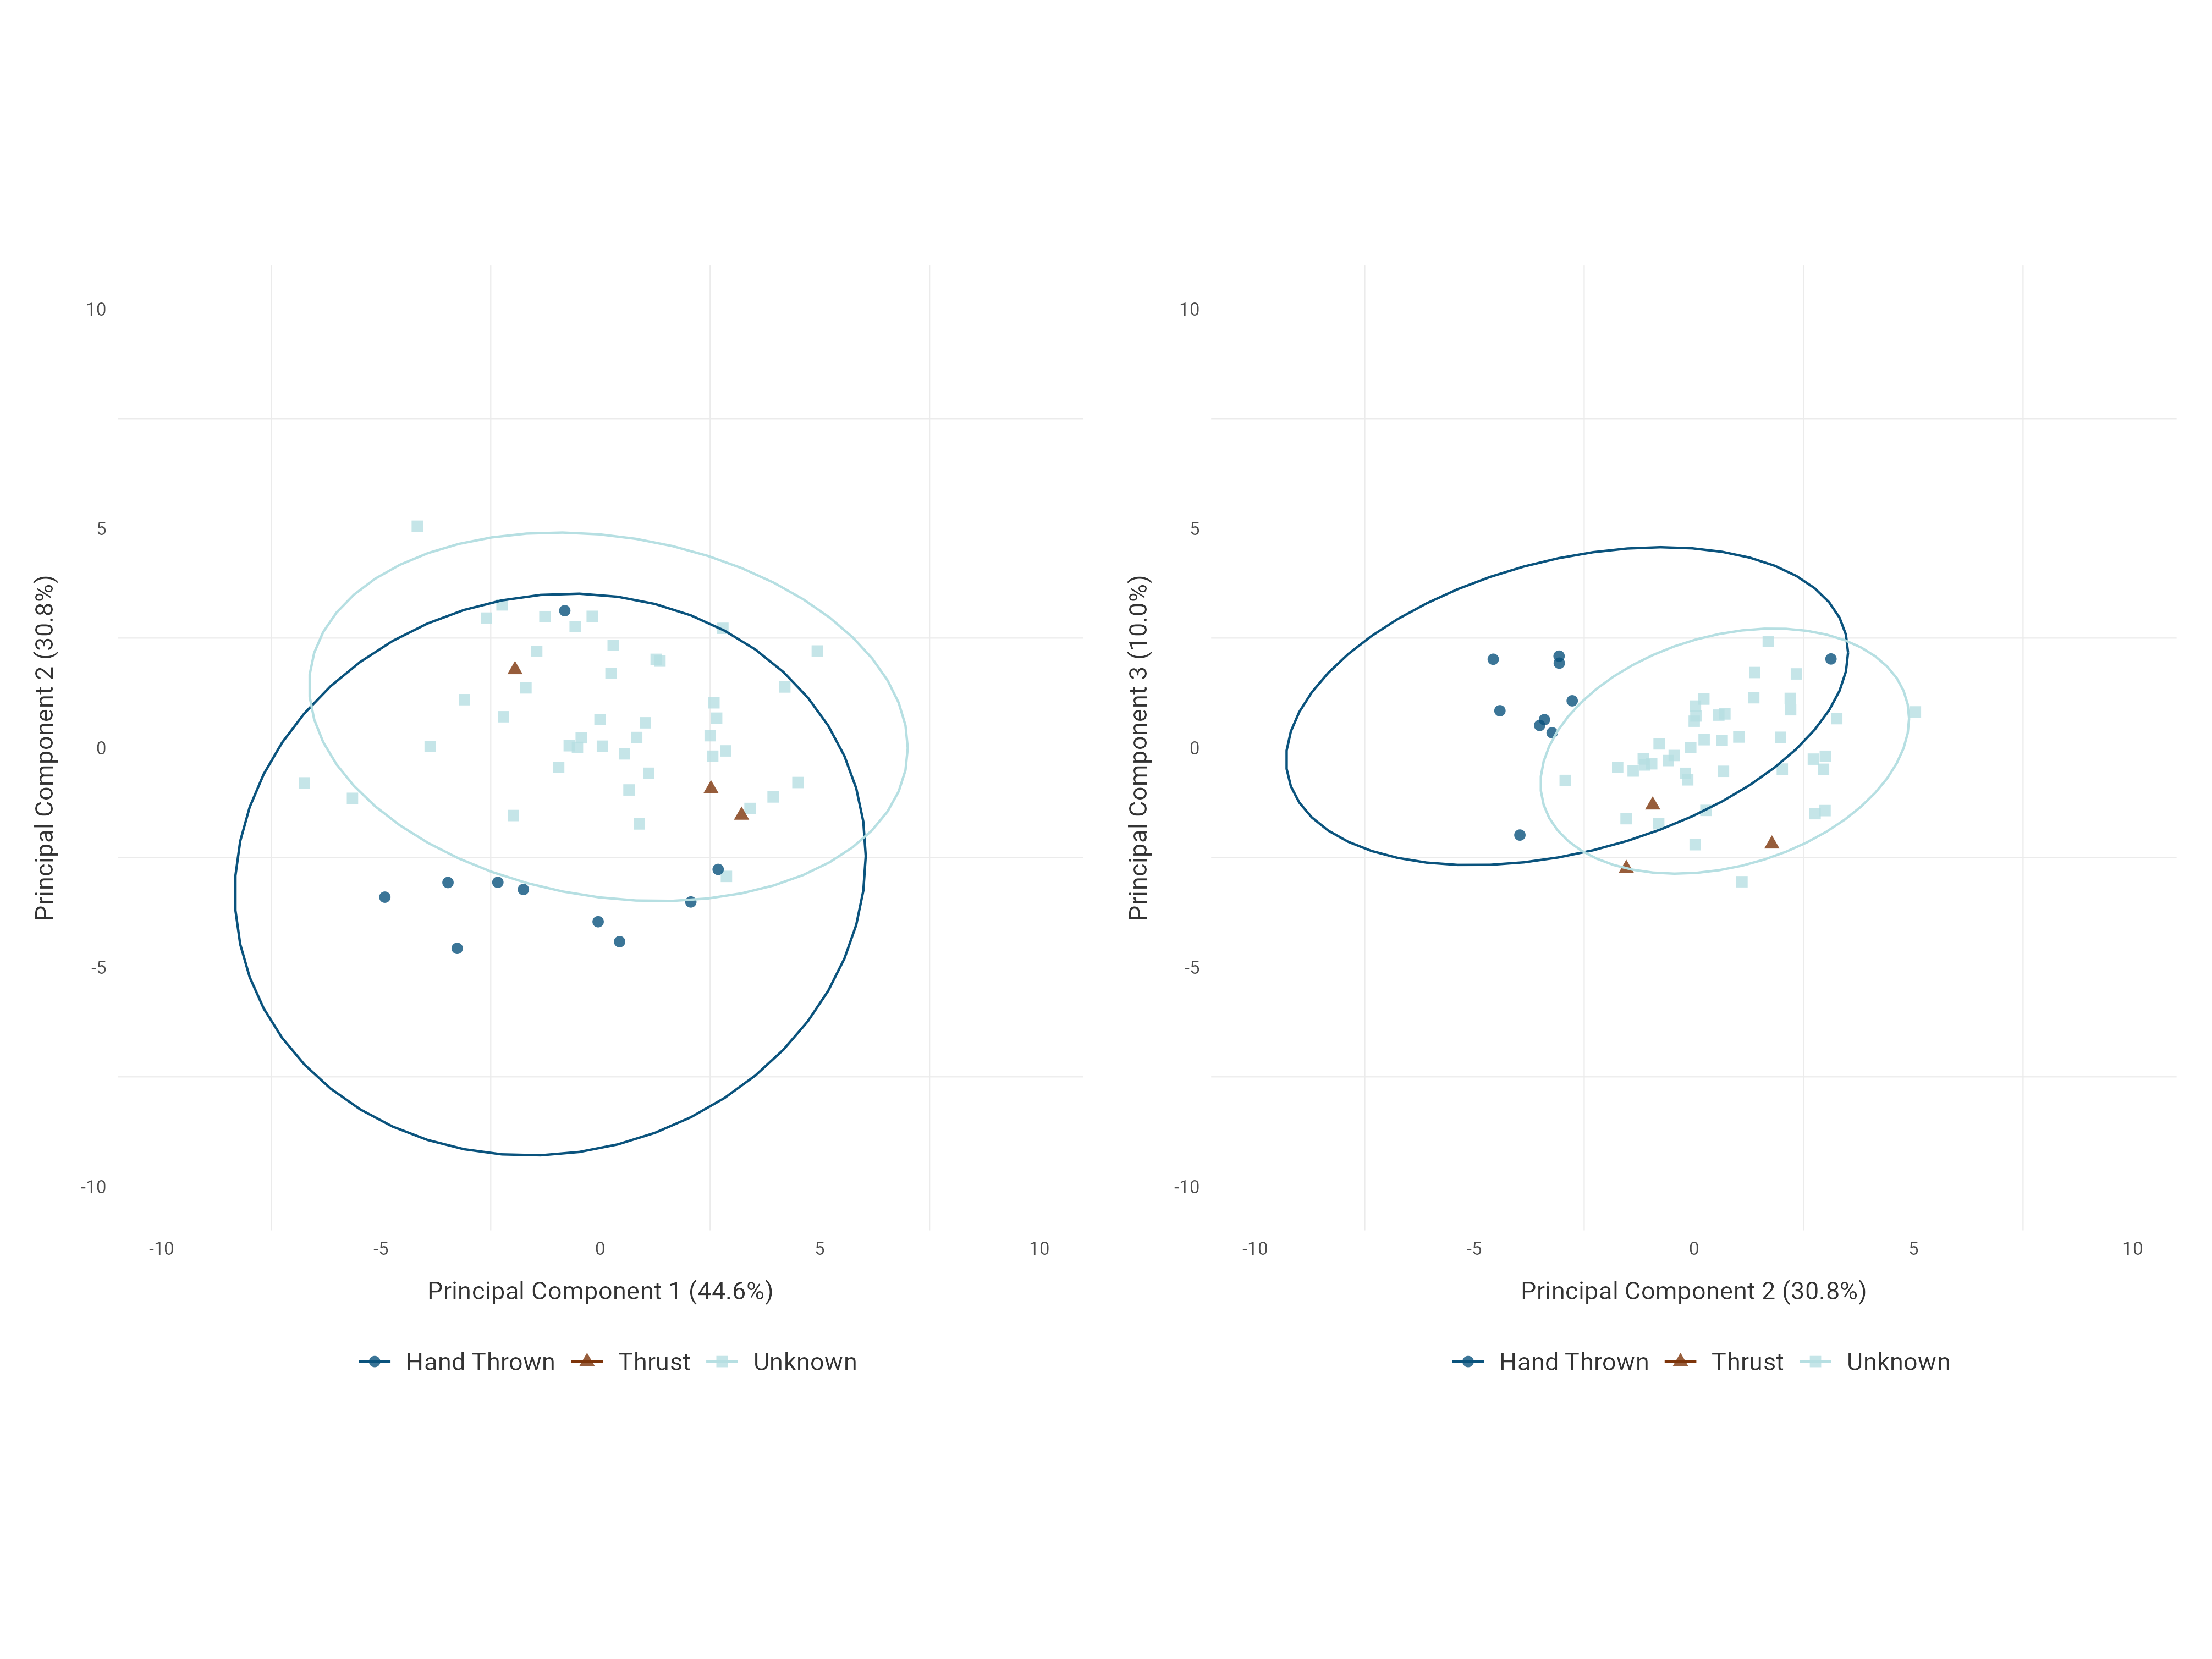 10
5
0
-5
-10
Principal Component 2 (30.8%)
-10 -5 0 5 10
Principal Component 1 (44.6%)
Hand Thrown Thrust Unknown
10
5
0
-5
-10
Principal Component 3 (10.0%)
-10 -5 0 5 10
Principal Component 2 (30.8%)
Hand Thrown Thrust Unknown